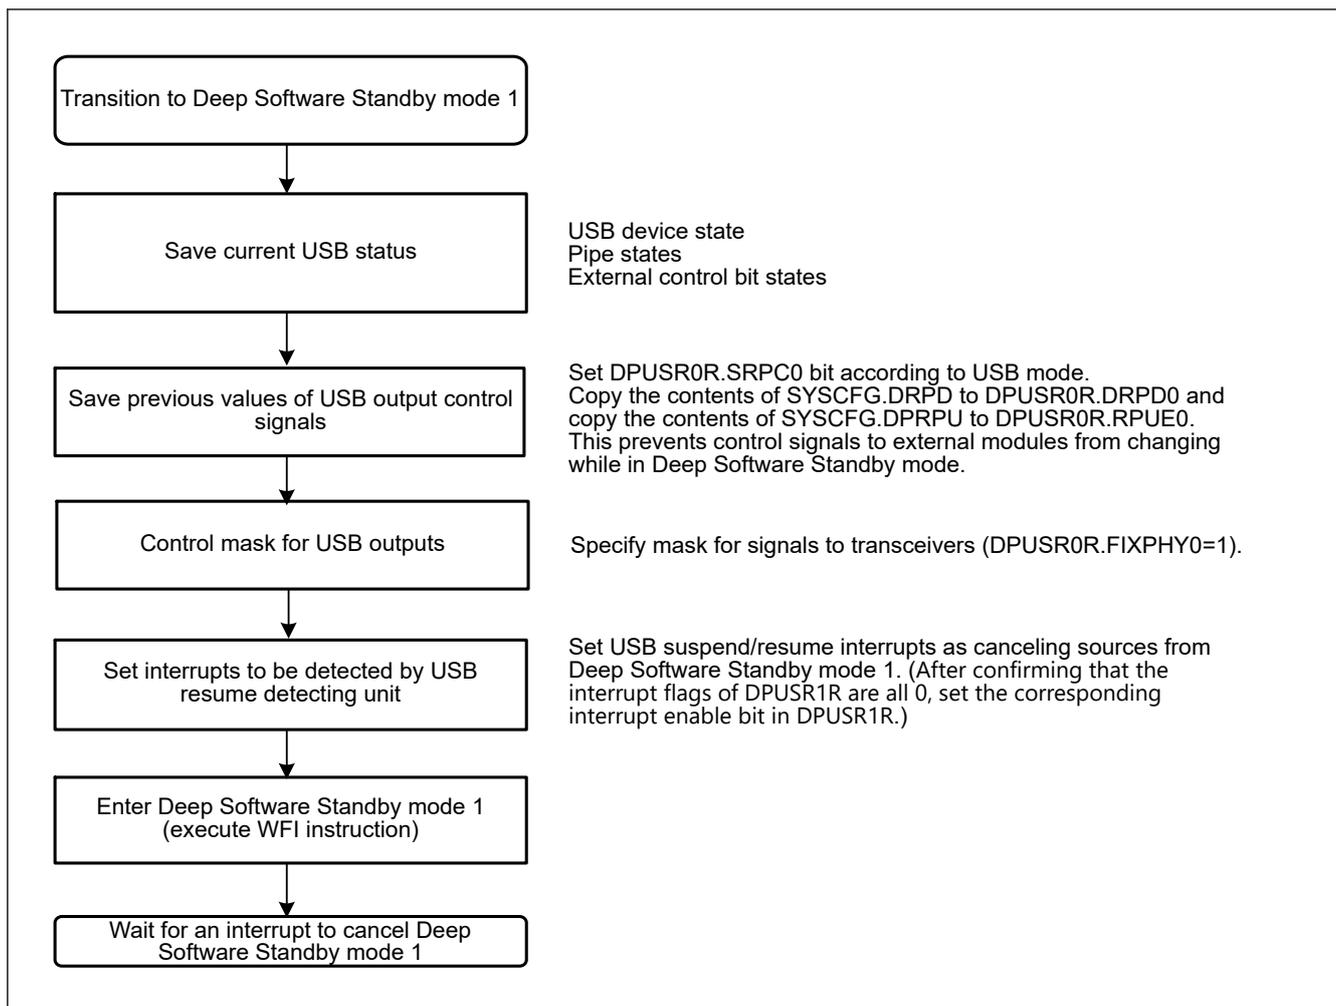 Transition to Deep Software Standby mode 1
Save current USB status
USB device state
Pipe states
External control bit states
Save previous values of USB output control
signals
Set DPUSR0R.SRPC0 bit according to USB mode.
Copy the contents of SYSCFG.DRPD to DPUSR0R.DRPD0 and
copy the contents of SYSCFG.DPRPU to DPUSR0R.RPUE0.
This prevents control signals to external modules from changing
while in Deep Software Standby mode.
Control mask for USB outputs
Specify mask for signals to transceivers (DPUSR0R.FIXPHY0=1).
Set interrupts to be detected by USB
resume detecting unit
Set USB suspend/resume interrupts as canceling sources from
Deep Software Standby mode 1. (After confirming that the
interrupt flags of DPUSR1R are all 0, set the corresponding
interrupt enable bit in DPUSR1R.)
Enter Deep Software Standby mode 1
(execute WFI instruction)
Wait for an interrupt to cancel Deep
Software Standby mode 1